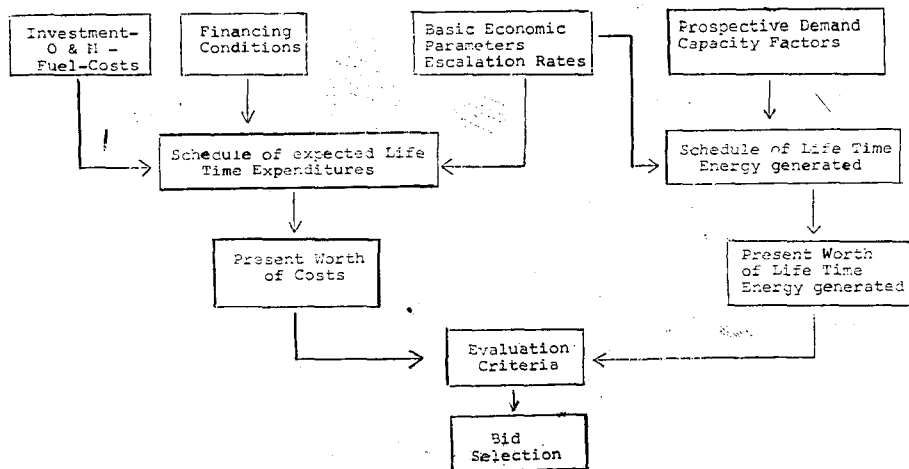 Investment-
O & M -
Fuel-Costs
Financing
Conditions
Basic Economic
Parameters
Escalation Rates
Prospective Demand
Capacity Factors
Schedule of expected Life
Time Expenditures
Schedule of Life Time
Energy generated
Present Worth
of Costs
Present Worth
of Life Time
Energy generated
Evaluation
Criteria
Bid
Selection